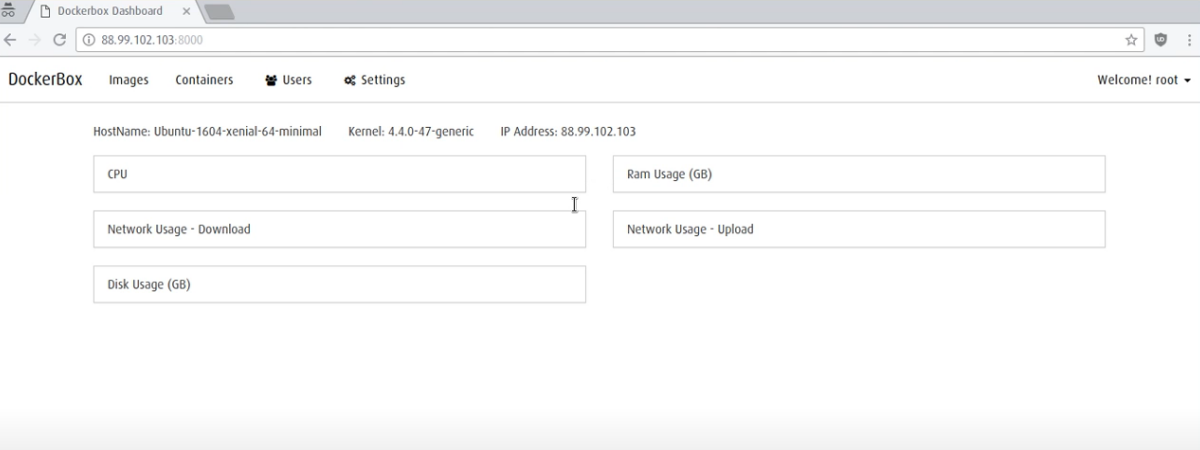 Dockerbox Dashboard
88.99.102.103:8000
DockerBox Images Containers Users Settings Welcome! root
HostName: Ubuntu-1604-xenial-64-minimal Kernel: 4.4.0-47-generic IP Address: 88.99.102.103
CPU Ram Usage (GB)
Network Usage - Download Network Usage - Upload
Disk Usage (GB)